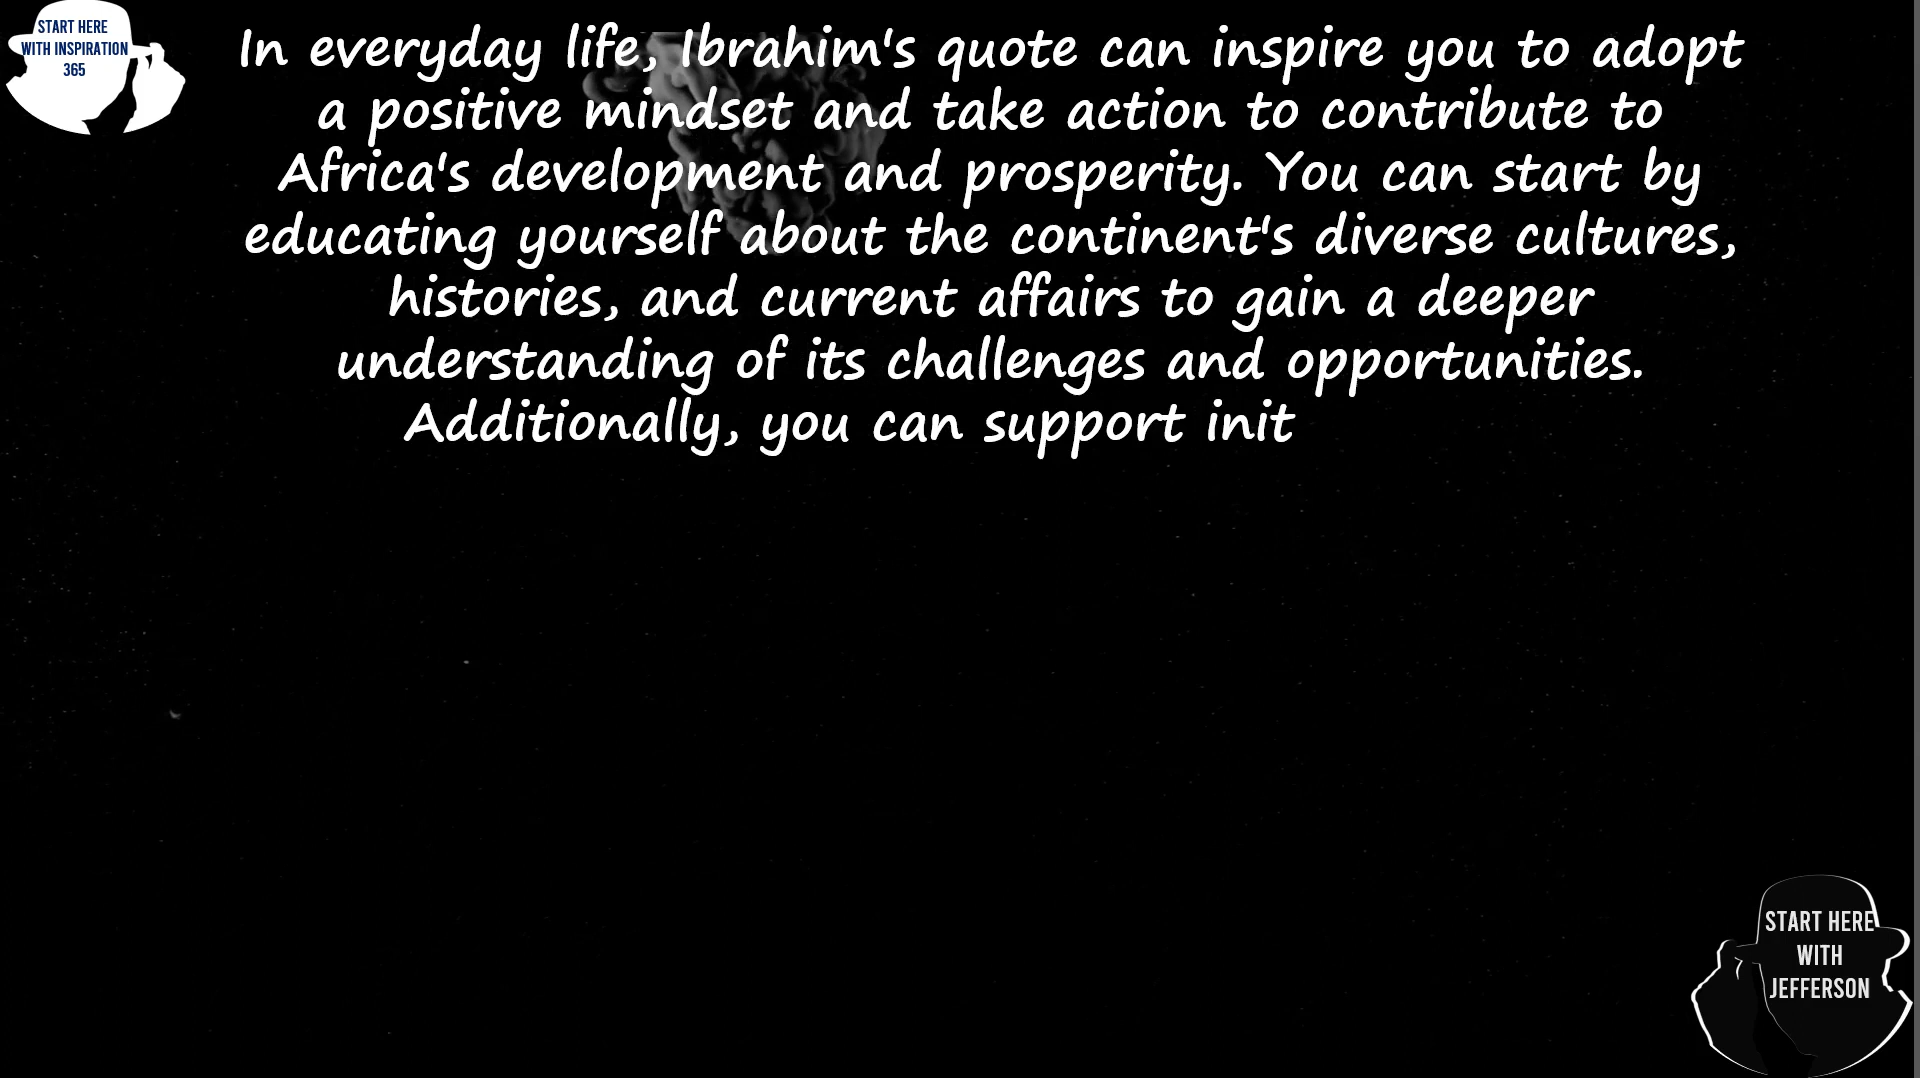 START HERE
WITH INSPIRATION
365
In everyday life, Ibrahim's quote can inspire you to adopt
a positive mindset and take action to contribute to
Africa's development and prosperity. You can start by
educating yourself about the continent's diverse cultures,
histories, and current affairs to gain a deeper
understanding of its challenges and opportunities.
Additionally, you can support init
START HERE
WITH
JEFFERSON